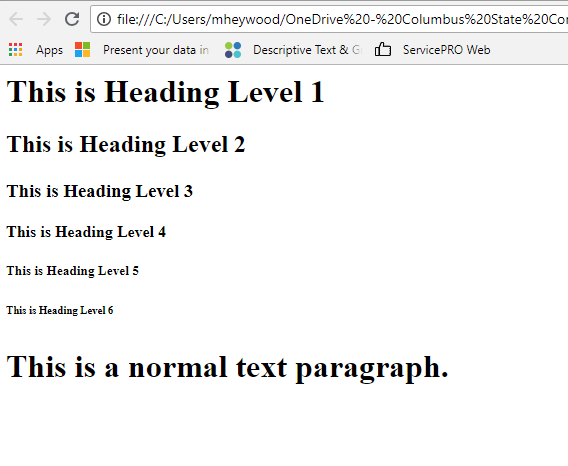 file:///C:/Users/mheywood/OneDrive%20-%20Columbus%20State%20Co
Apps Present your data in Descriptive Text & G ServicePRO Web
This is Heading Level 1
This is Heading Level 2
This is Heading Level 3
This is Heading Level 4
This is Heading Level 5
This is Heading Level 6
This is a normal text paragraph.